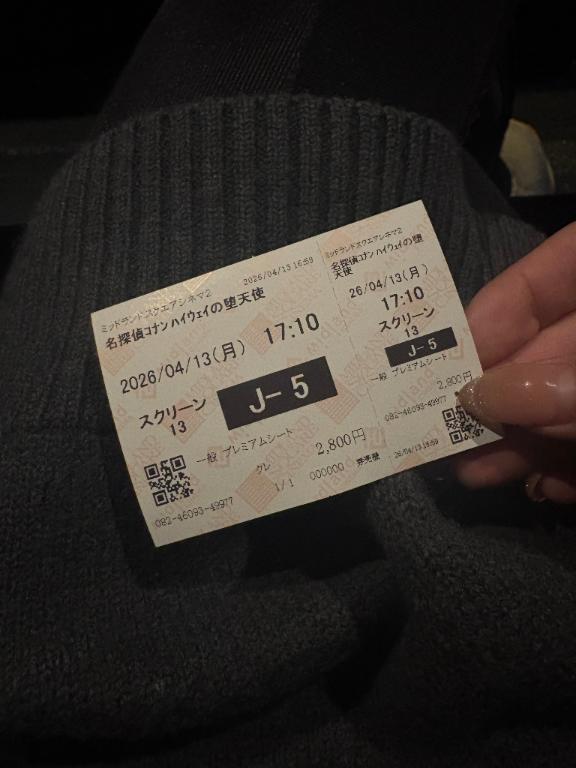 2026/04/13 16:59
ミッドランドスクエアシネマ2
名探偵コナン ハイウェイの堕天使
2026/04/13(月) 17:10
スクリーン
13
J-5
一般 プレミアムシート
2,800円
クレ
1/1 000000 券売機
082-46093-49977
ミッドランドスクエアシネマ2
名探偵コナン ハイウェイの堕
天使
26/04/13(月)
17:10
スクリーン
13
J-5
一般 プレミアムシート
2,800円
082-46093-49977
26/04/13 16:59